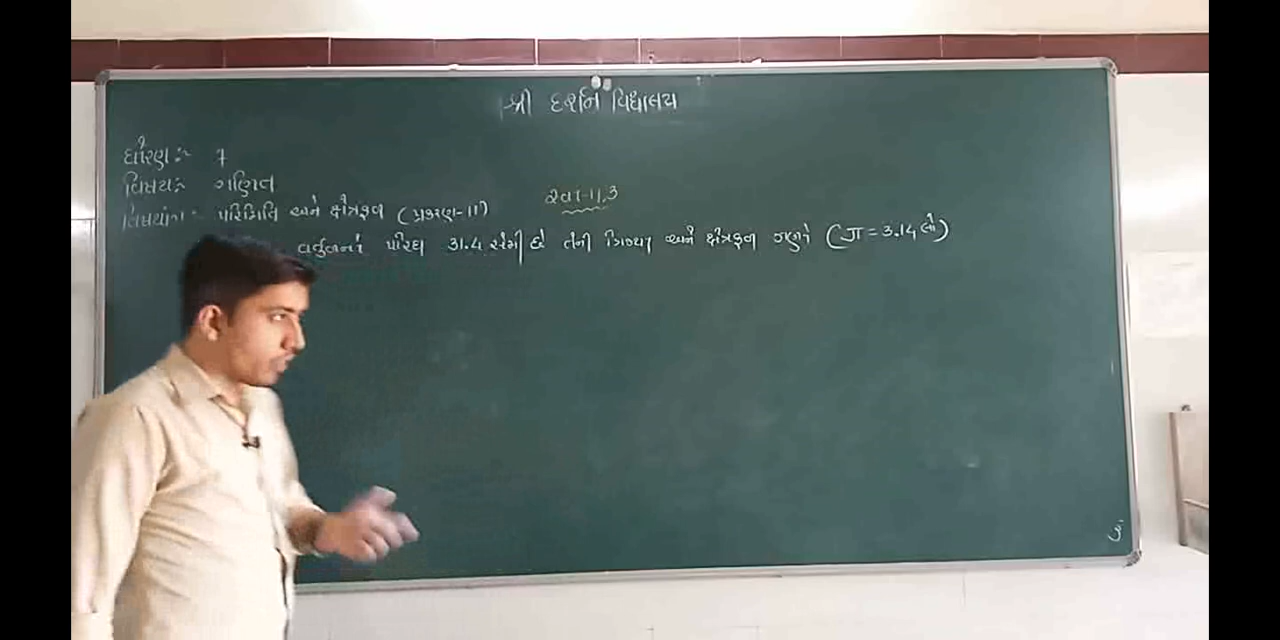 શ્રી દર્શન વિધાલય
ધોરણ :- 7
વિષય :- ગણિત
વિષયાંગ :- પરિમિતિ અને ક્ષેત્રફળ (પ્રકરણ-11)
સ્વા-11.3
વર્તુળનો પરિઘ 31.4 સેમી છે તેની ત્રિજ્યા અને ક્ષેત્રફળ ગણો (π = 3.14 લો)